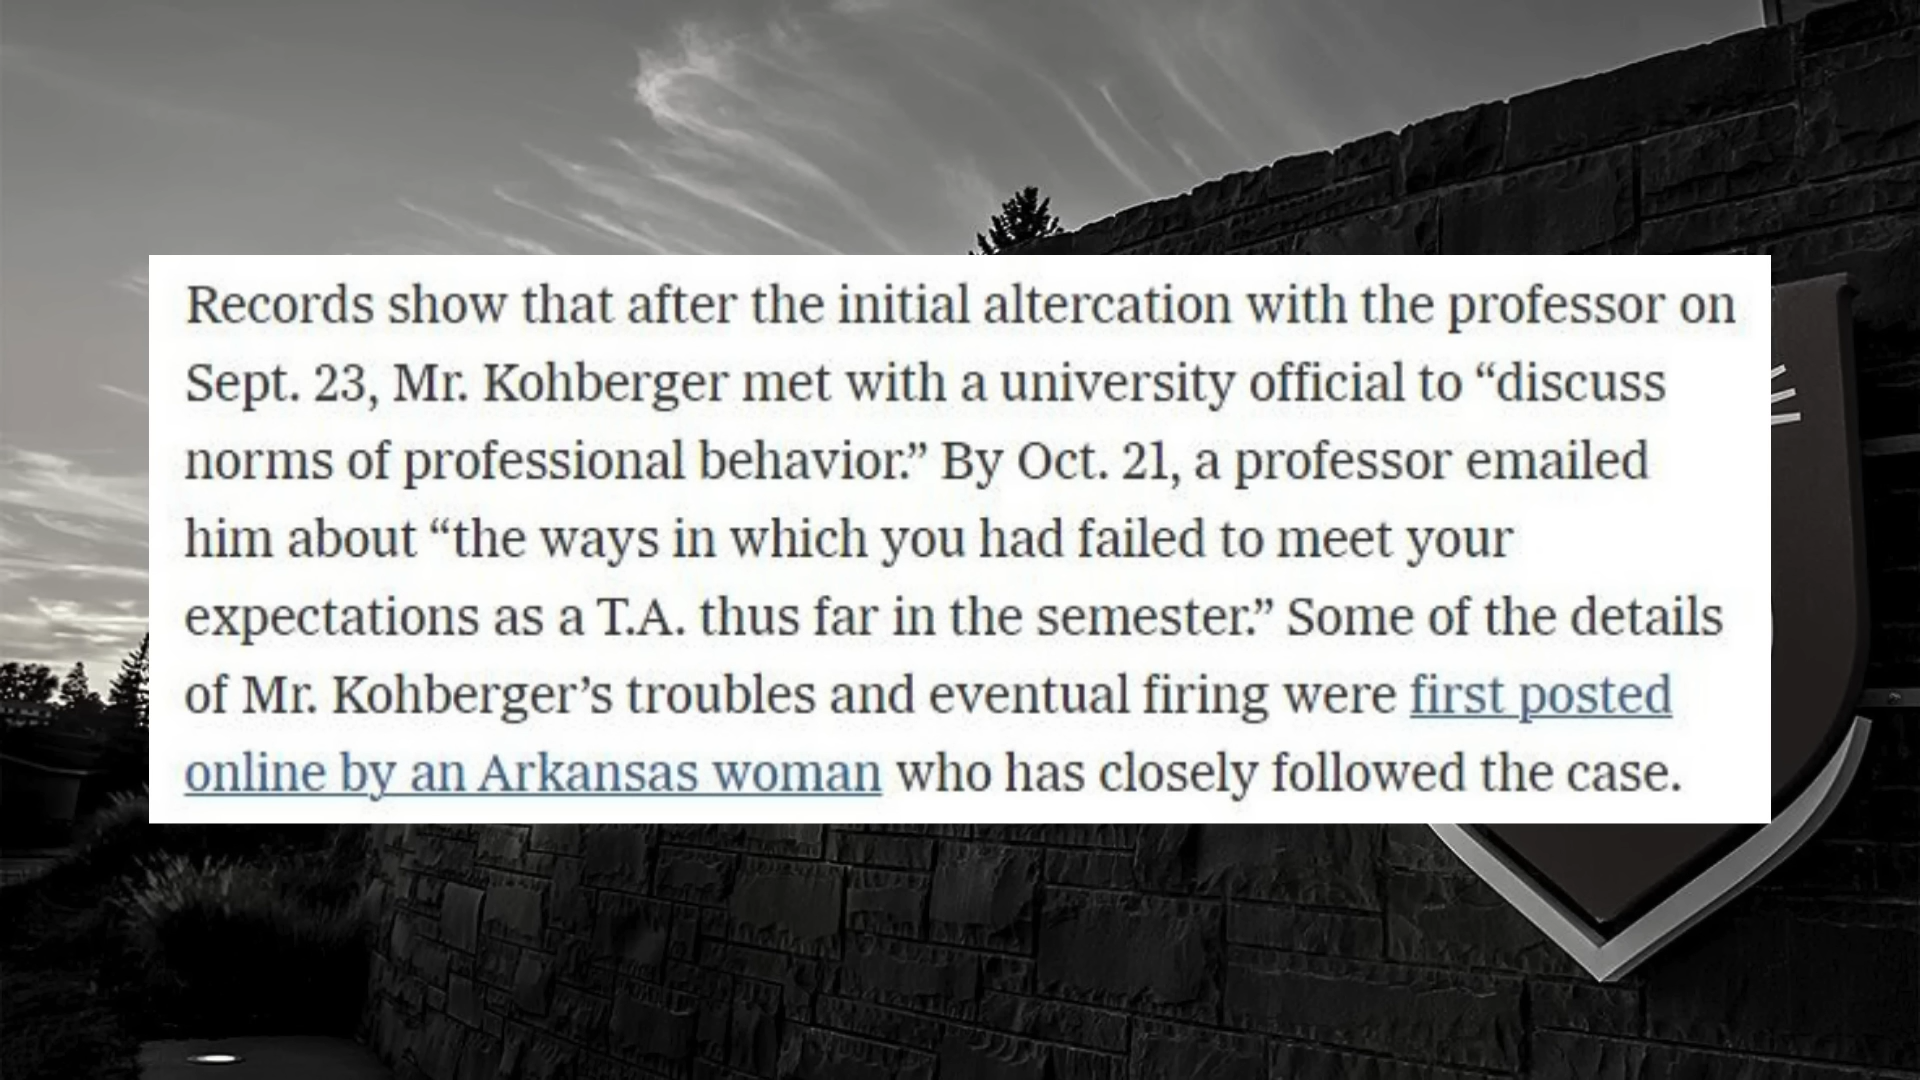 Records show that after the initial altercation with the professor on
Sept. 23, Mr. Kohberger met with a university official to “discuss
norms of professional behavior.” By Oct. 21, a professor emailed
him about “the ways in which you had failed to meet your
expectations as a T.A. thus far in the semester.” Some of the details
of Mr. Kohberger’s troubles and eventual firing were first posted
online by an Arkansas woman who has closely followed the case.